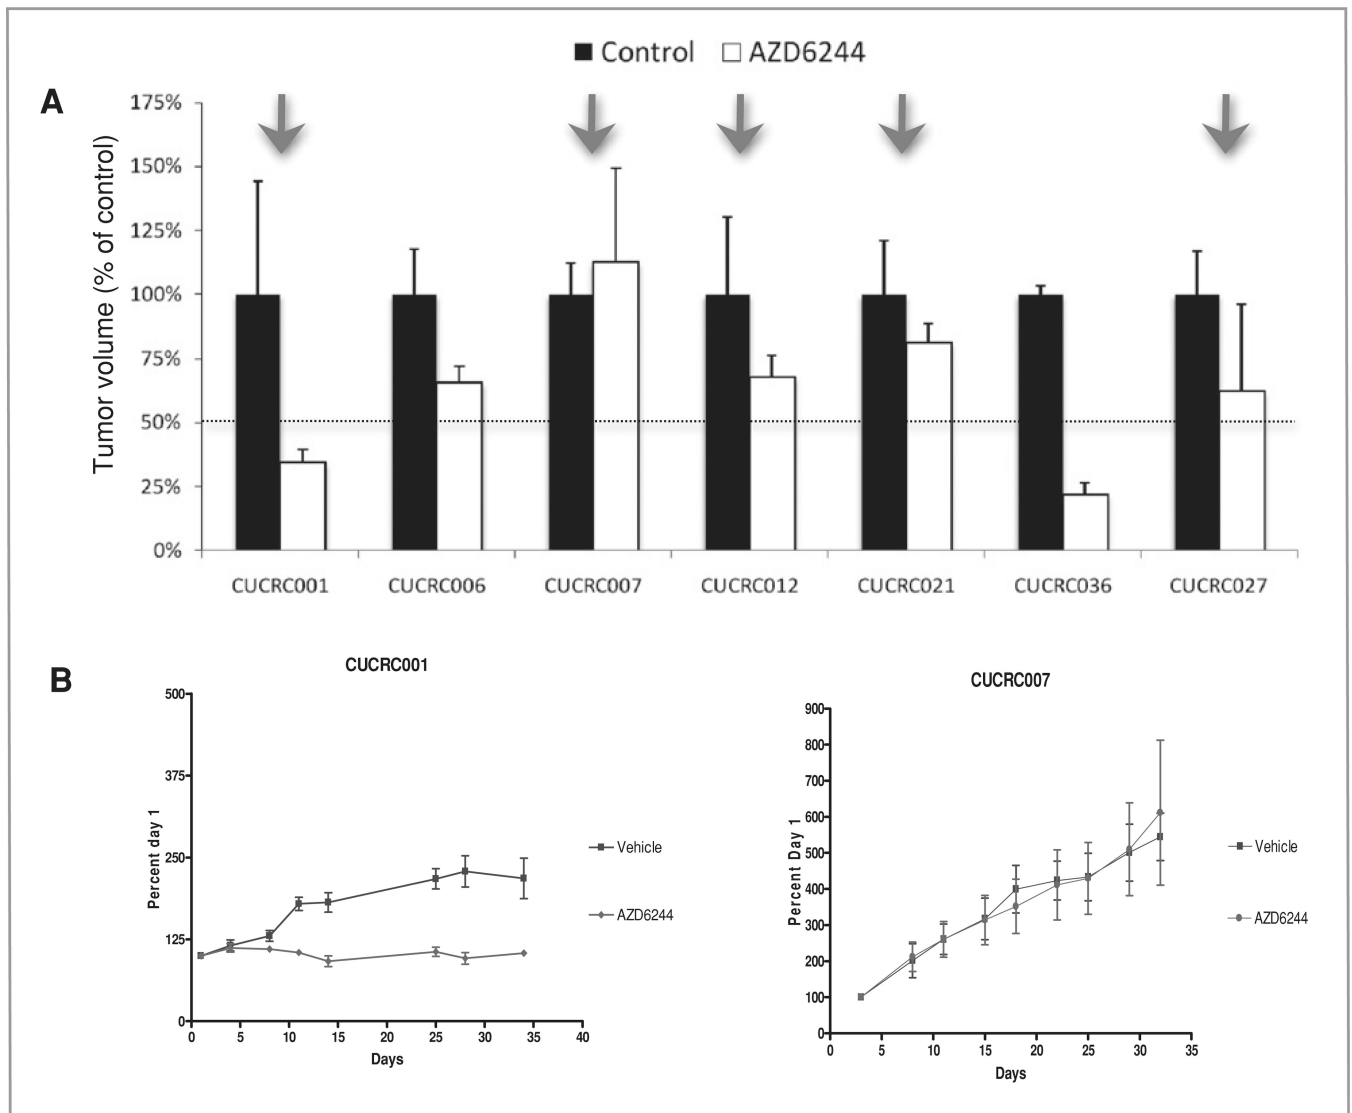 Control AZD6244
A
Tumor volume (% of control)
175%
150%
125%
100%
75%
50%
25%
0%
CUCRC001 CUCRC006 CUCRC007 CUCRC012 CUCRC021 CUCRC036 CUCRC027
B
CUCRC001
Percent day 1
500
375
250
125
0
0 5 10 15 20 25 30 35 40
Days
Vehicle
AZD6244
CUCRC007
Percent Day 1
900
800
700
600
500
400
300
200
100
0
0 5 10 15 20 25 30 35
Days
Vehicle
AZD6244